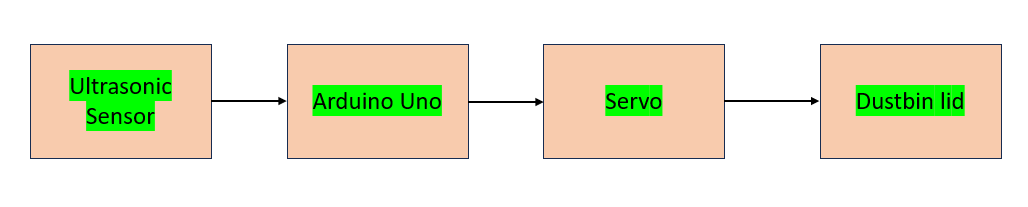 Ultrasonic
Sensor
Arduino Uno
Servo
Dustbin lid